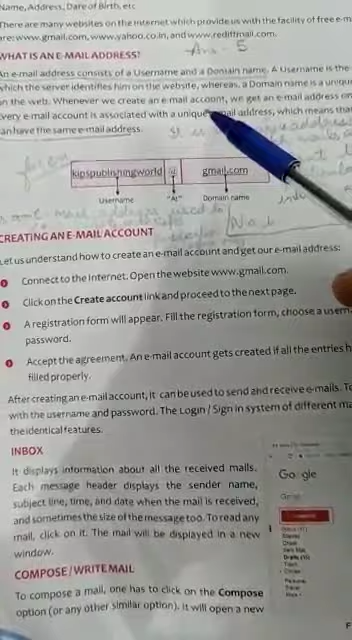 Name, Address, Date of Birth, etc
There are many websites on the Internet which provide us with the facility of free e-m
are: www.gmail.com, www.yahoo.co.in, and www.rediffmail.com.
Ans - 5
WHAT IS AN E-MAIL ADDRESS?
An e-mail address consists of a Username and a Domain name. A Username is the
which the server identifies him on the website, whereas, a Domain name is a uniqu
on the web. Whenever we create an e-mail account, we get an e-mail address on
very e-mail account is associated with a unique e-mail address, which means tha
an have the same e-mail address.
kipspublishingworld @ gmail.com
Username "At" Domain name
CREATING AN E-MAIL ACCOUNT
Let us understand how to create an e-mail account and get our e-mail address:
Connect to the Internet. Open the website www.gmail.com.
Click on the Create account link and proceed to the next page.
A registration form will appear. Fill the registration form, choose a usern
password.
Accept the agreement. An e-mail account gets created if all the entries h
filled properly.
After creating an e-mail account, it can be used to send and receive e-mails. To
with the username and password. The Login / Sign in system of different ma
the identical features.
INBOX
It displays information about all the received mails.
Each message header displays the sender name,
subject line, time, and date when the mail is received,
and sometimes the size of the message too. To read any
mail, click on it. The mail will be displayed in a new
window.
Google
Gmail
COMPOSE/WRITE MAIL
To compose a mail, one has to click on the Compose
option (or any other similar option). It will open a new